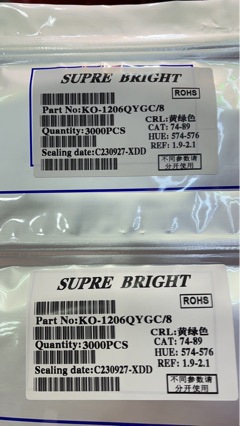 SUPRE BRIGHT
ROHS
Part No:KO-1206QYGC/8
CRL:黄绿色
Quantity:3000PCS
CAT: 74-89
HUE: 574-576
REF: 1.9-2.1
Sealing date:C230927-XDD
不同参数请
分开使用
SUPRE BRIGHT
ROHS
Part No:KO-1206QYGC/8
CRL:黄绿色
Quantity:3000PCS
CAT: 74-89
HUE: 574-576
REF: 1.9-2.1
Sealing date:C230927-XDD
不同参数请
分开使用